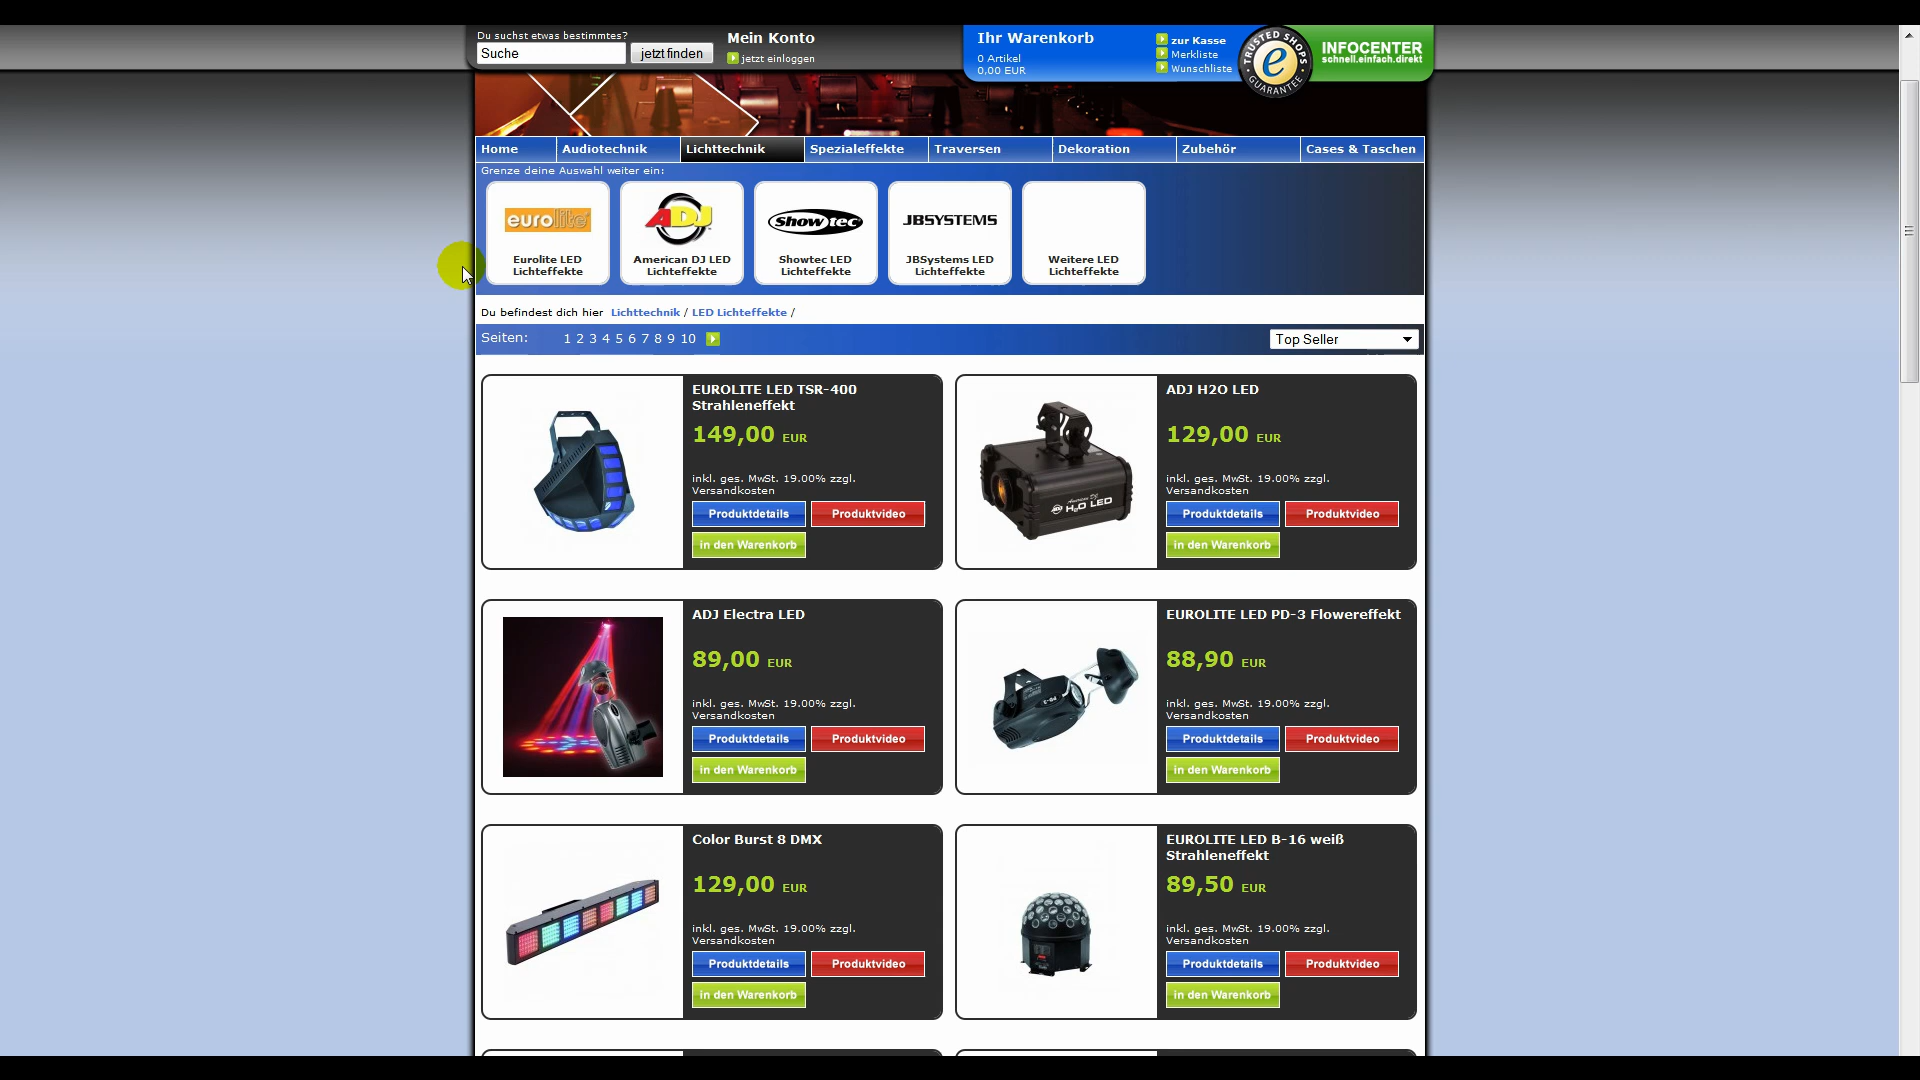 Du suchst etwas bestimmtes?
Suche
jetzt finden
Mein Konto
jetzt einloggen
Ihr Warenkorb
0 Artikel
0,00 EUR
zur Kasse
Merkliste
Wunschliste
TRUSTED SHOPS
e
GUARANTEE
INFOCENTER
schnell.einfach.direkt
Home Audiotechnik Lichttechnik Spezialeffekte Traversen Dekoration Zubehör Cases & Taschen
Grenze deine Auswahl weiter ein:
eurolite
Eurolite LED
Lichteffekte
ADJ
American DJ LED
Lichteffekte
Showtec
Showtec LED
Lichteffekte
JBSYSTEMS
JBSystems LED
Lichteffekte
Weitere LED
Lichteffekte
Du befindest dich hier Lichttechnik / LED Lichteffekte /
Seiten: 1 2 3 4 5 6 7 8 9 10
Top Seller
EUROLITE LED TSR-400
Strahleneffekt
149,00 EUR
inkl. ges. MwSt. 19.00% zzgl.
Versandkosten
Produktdetails Produktvideo
in den Warenkorb
American DJ
H2O LED
ADJ H2O LED
129,00 EUR
inkl. ges. MwSt. 19.00% zzgl.
Versandkosten
Produktdetails Produktvideo
in den Warenkorb
ADJ Electra LED
89,00 EUR
inkl. ges. MwSt. 19.00% zzgl.
Versandkosten
Produktdetails Produktvideo
in den Warenkorb
PD-3
EUROLITE LED PD-3 Flowereffekt
88,90 EUR
inkl. ges. MwSt. 19.00% zzgl.
Versandkosten
Produktdetails Produktvideo
in den Warenkorb
Color Burst 8 DMX
129,00 EUR
inkl. ges. MwSt. 19.00% zzgl.
Versandkosten
Produktdetails Produktvideo
in den Warenkorb
EUROLITE LED B-16 weiß
Strahleneffekt
89,50 EUR
inkl. ges. MwSt. 19.00% zzgl.
Versandkosten
Produktdetails Produktvideo
in den Warenkorb